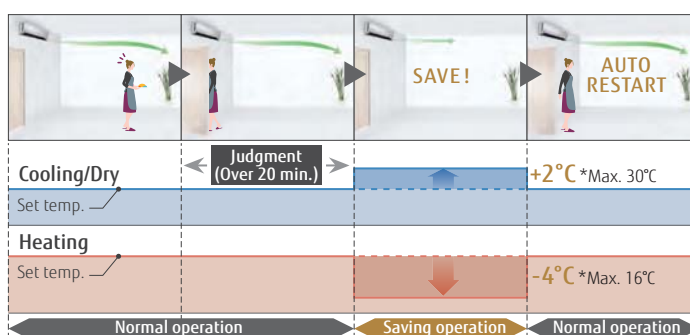 SAVE!
AUTO
RESTART
Judgment
(Over 20 min.)
Cooling/Dry
+2°C *Max. 30°C
Set temp.
Heating
Set temp.
-4°C *Max. 16°C
Normal operation
Saving operation
Normal operation